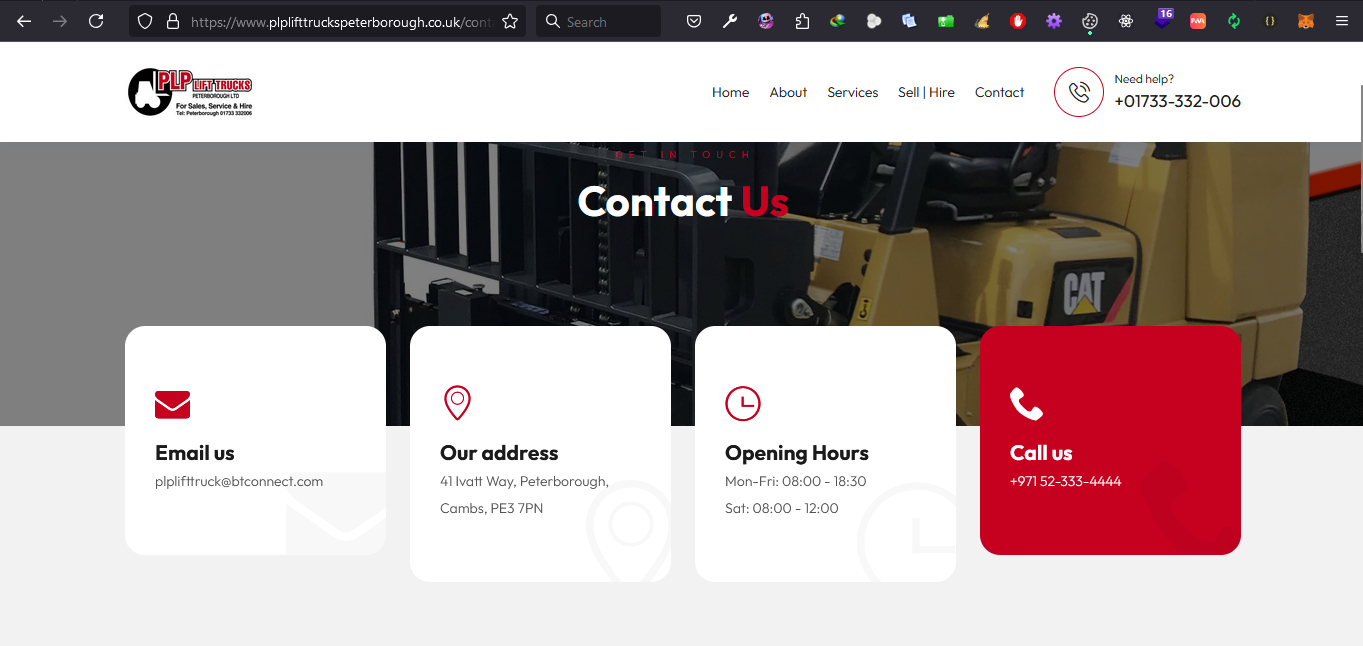 https://www.plplifttruckspeterborough.co.uk/cont
Search
16
PWA
PLP LIFT TRUCKS
PETERBOROUGH LTD
For Sales, Service & Hire
Tel: Peterborough 01733 332006
Home About Services Sell | Hire Contact
Need help?
+01733-332-006
GET IN TOUCH
Contact Us
CAT
Email us
plplifttruck@btconnect.com
Our address
41 Ivatt Way, Peterborough,
Cambs, PE3 7PN
Opening Hours
Mon-Fri: 08:00 - 18:30
Sat: 08:00 - 12:00
Call us
+971 52-333-4444